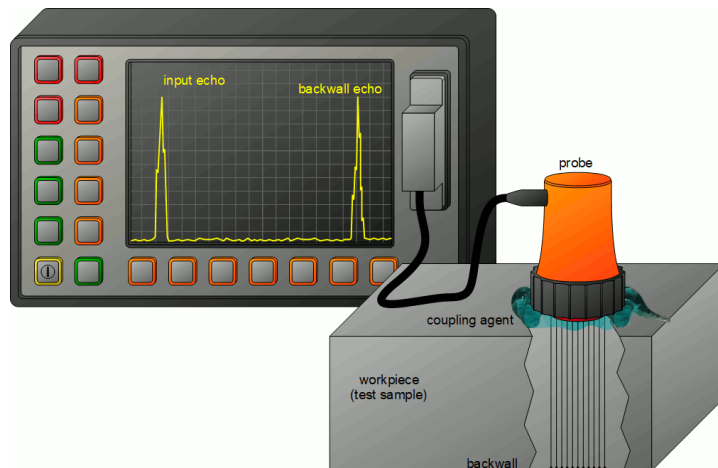 input echo
backwall echo
probe
coupling agent
workpiece
(test sample)
backwall